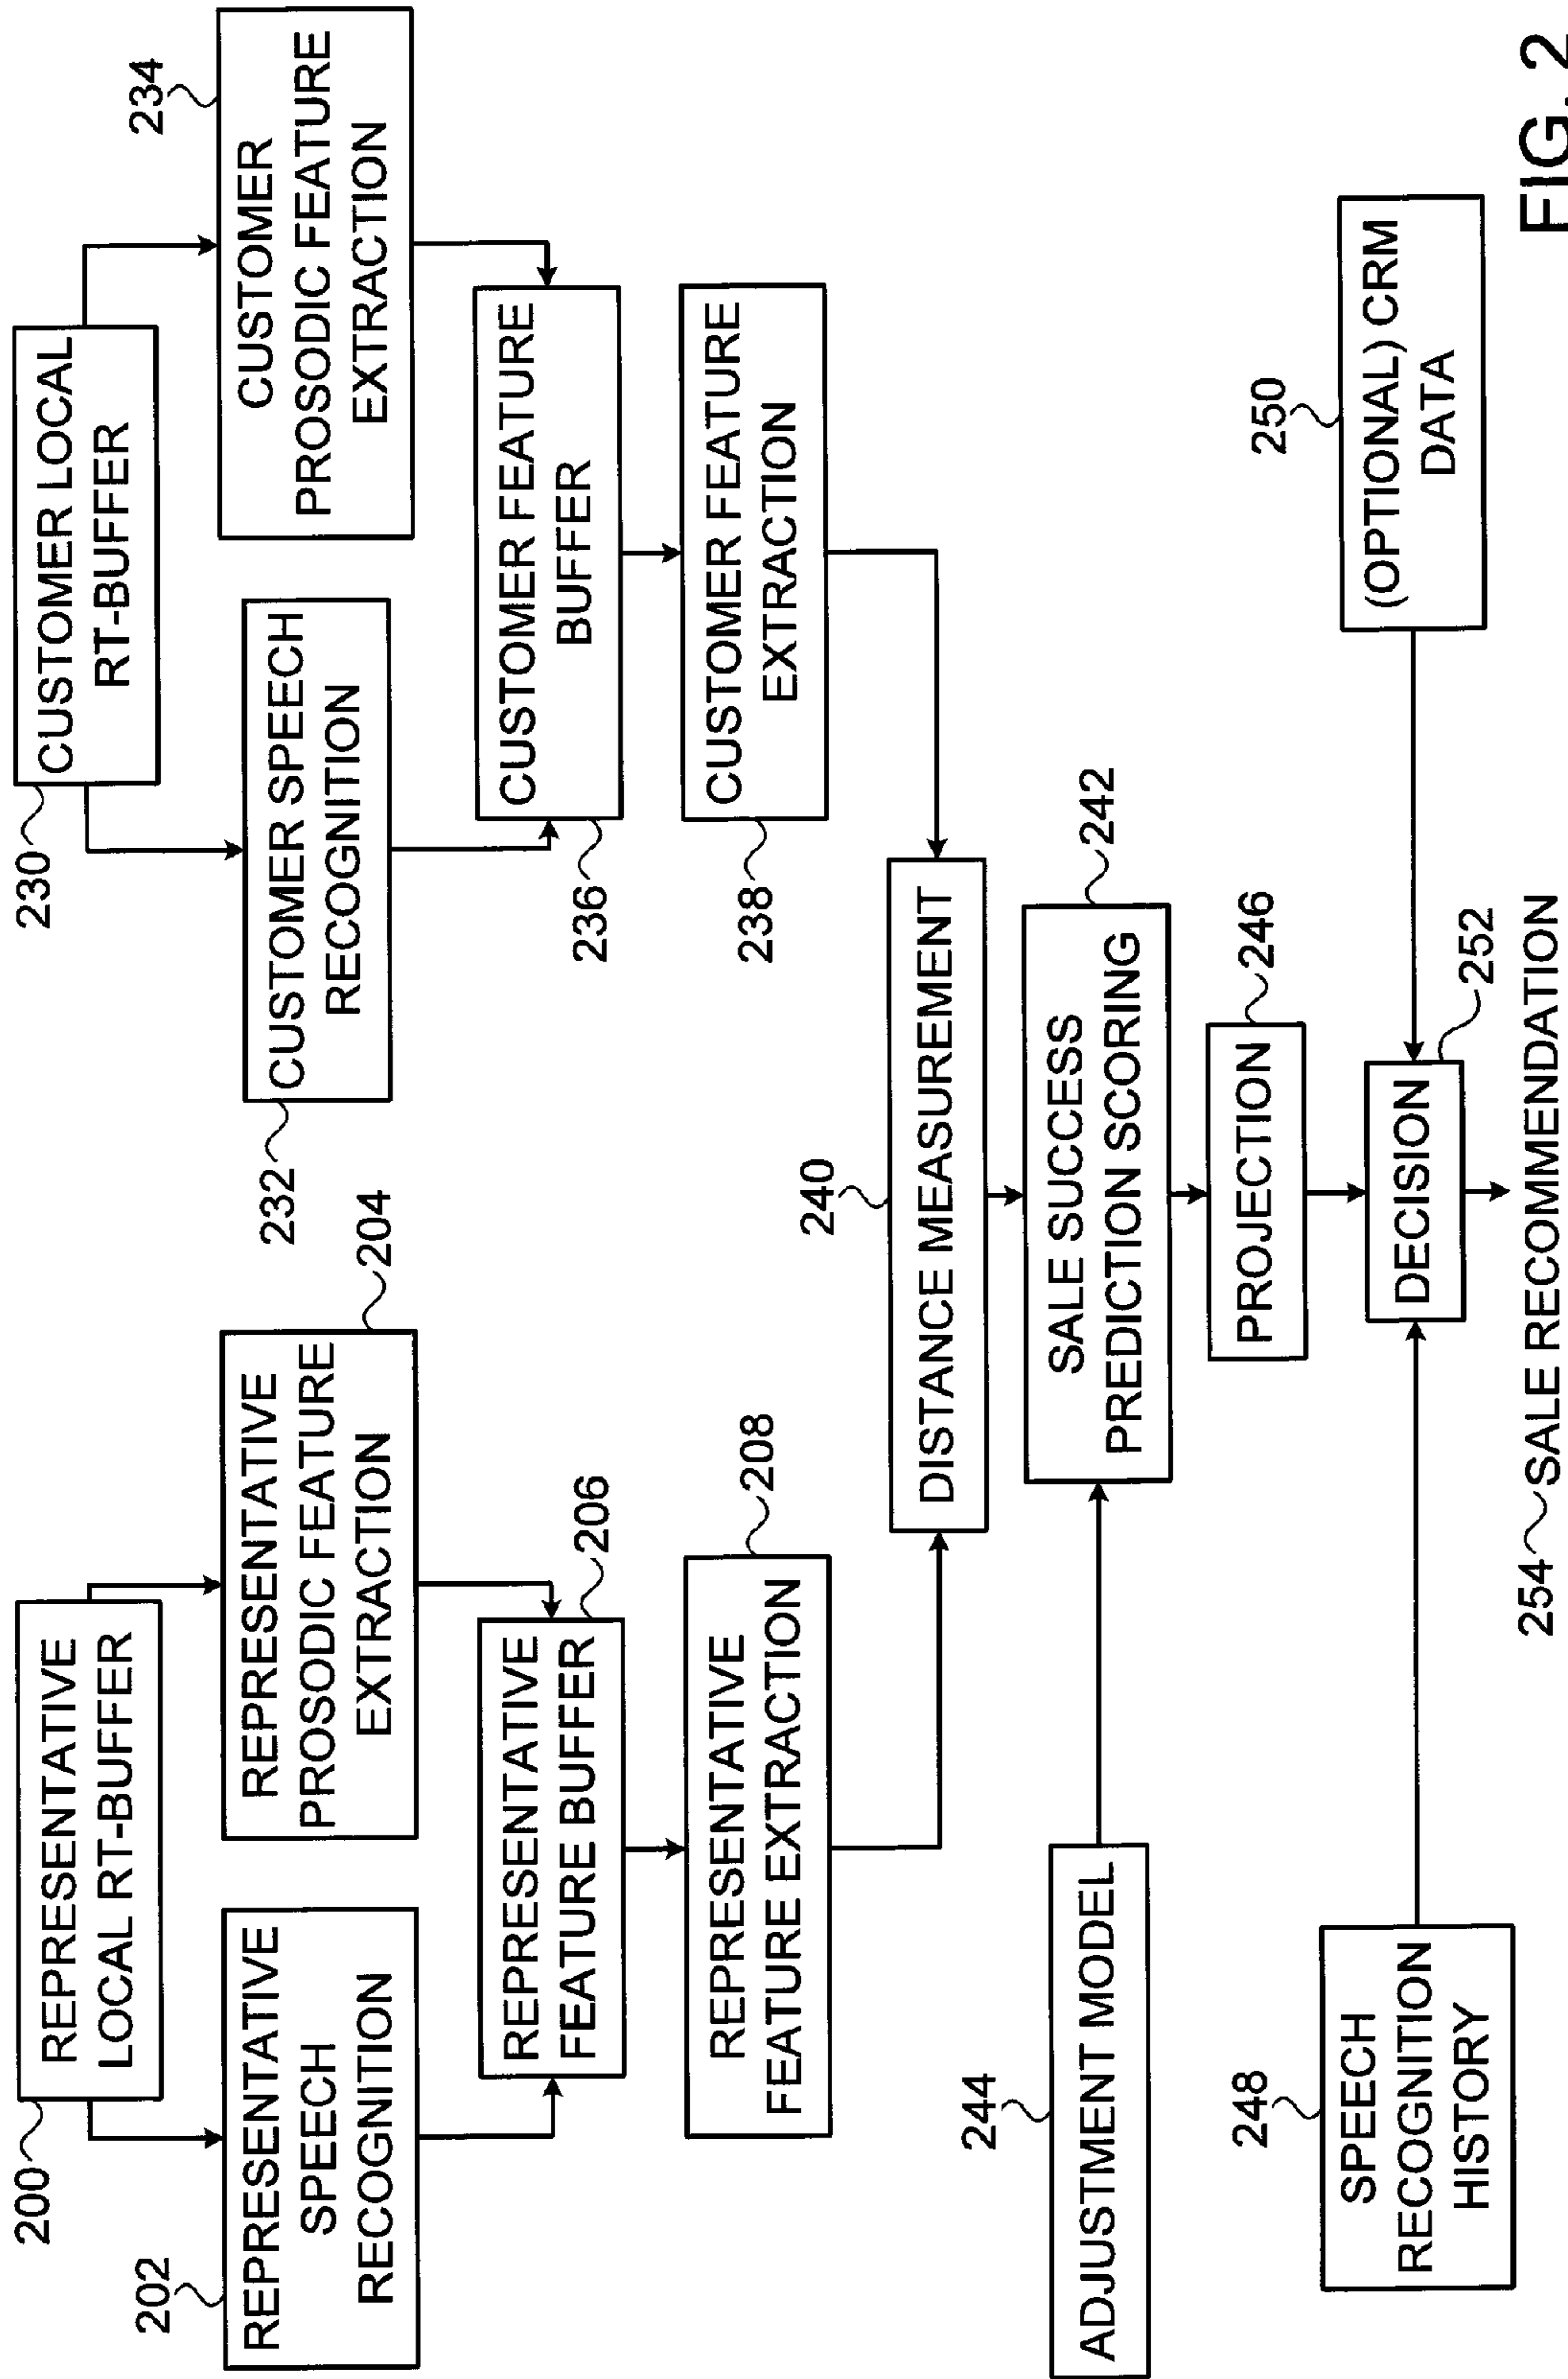 200
REPRESENTATIVE
LOCAL RT-BUFFER
202
REPRESENTATIVE
SPEECH
RECOGNITION
204
REPRESENTATIVE
PROSODIC FEATURE
EXTRACTION
206
REPRESENTATIVE
FEATURE BUFFER
208
REPRESENTATIVE
FEATURE EXTRACTION
230
CUSTOMER LOCAL
RT-BUFFER
232
CUSTOMER SPEECH
RECOGNITION
234
CUSTOMER
PROSODIC FEATURE
EXTRACTION
236
CUSTOMER FEATURE
BUFFER
238
CUSTOMER FEATURE
EXTRACTION
240
DISTANCE MEASUREMENT
242
SALE SUCCESS
PREDICTION SCORING
244
ADJUSTMENT MODEL
246
PROJECTION
248
SPEECH
RECOGNITION
HISTORY
250
(OPTIONAL) CRM
DATA
252
DECISION
254 SALE RECOMMENDATION
FIG. 2